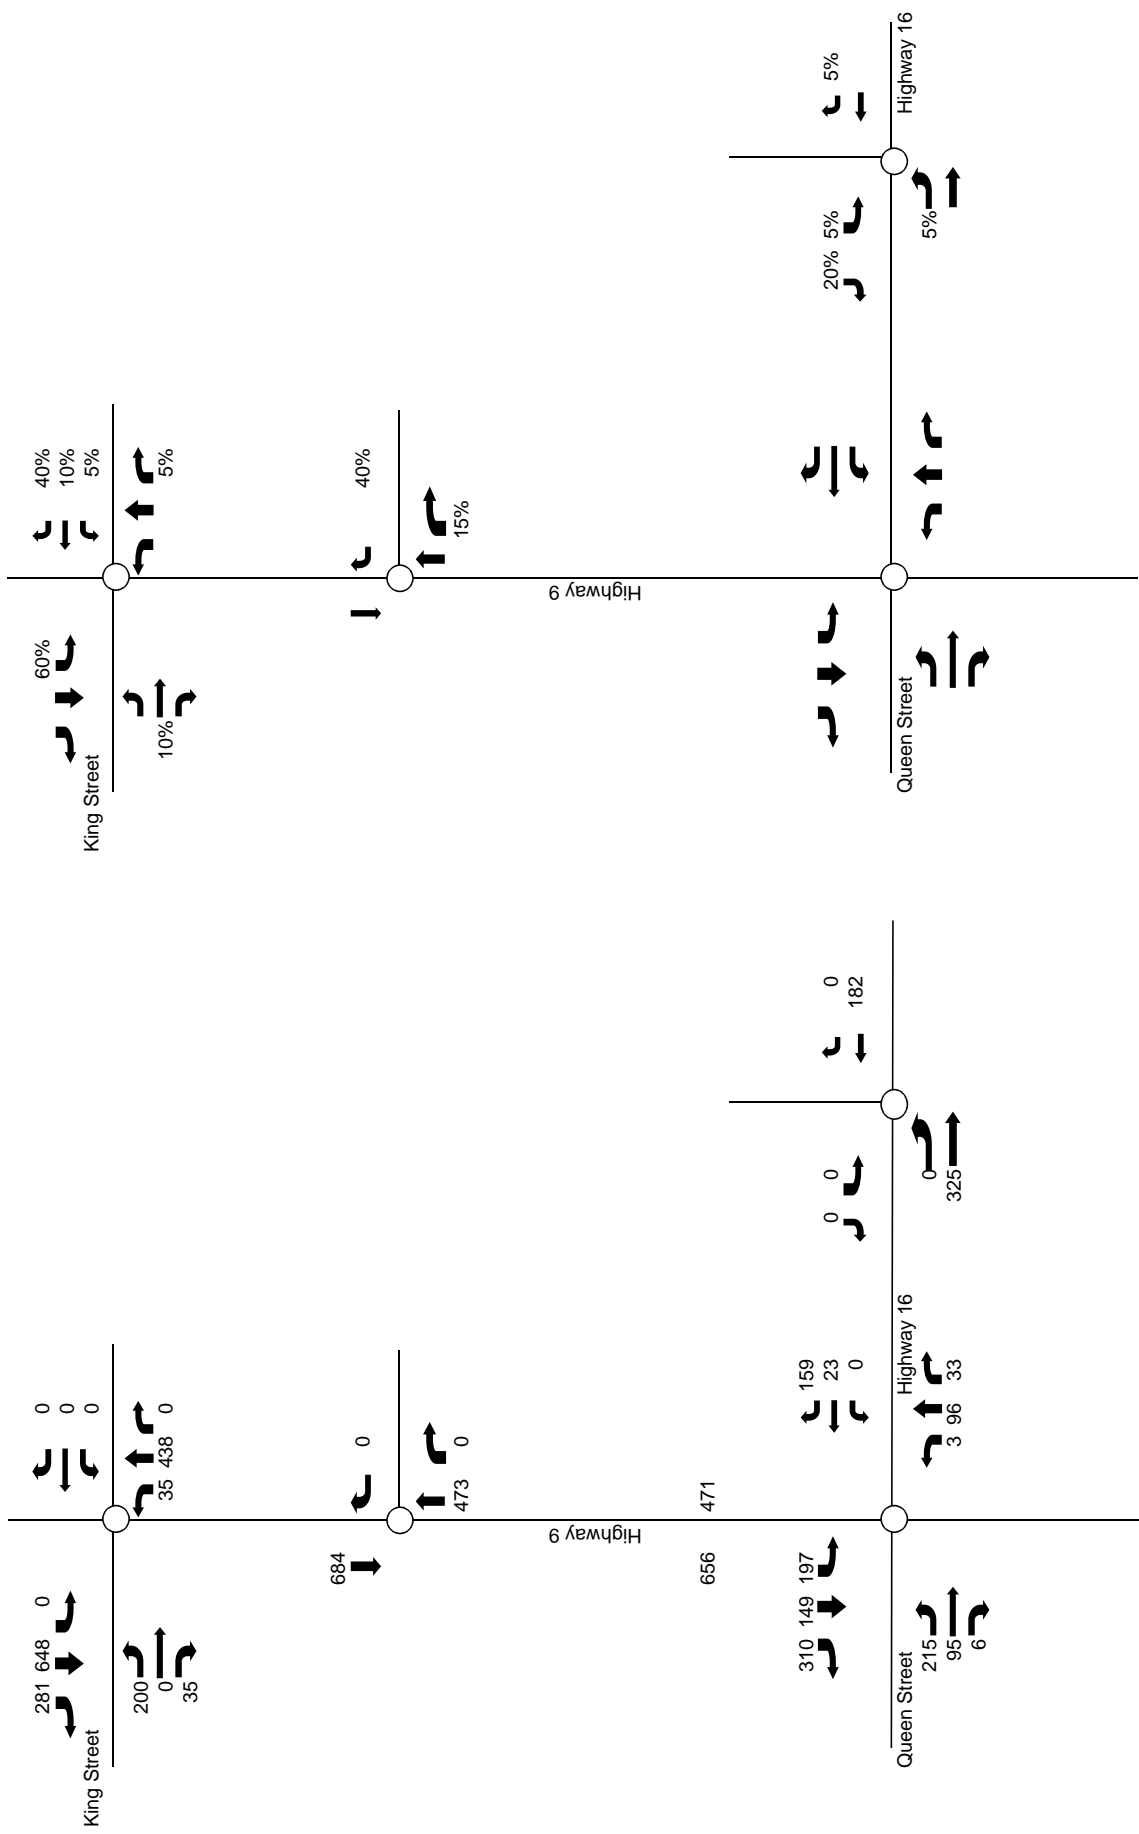 King Street
281 648 0
0
0
0
200
0
35
35 438 0
684
0
473 0
Highway 9
656 471
310 149 197
159
23
0
Queen Street
Highway 16
215
95
6
3 96 33
0 0
0
182
0
325
King Street
60%
40%
10%
5%
10%
5%
40%
15%
Highway 9
Queen Street
20% 5%
5%
5%
Highway 16